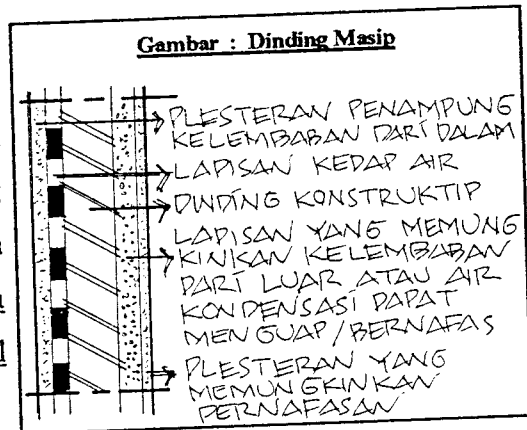 Gambar : Dinding Masip
PLESTERAN PENAMPUNG
KELEMBABAN DARI DALAM
LAPISAN KEDAP AIR
DINDING KONSTRUKTIP
LAPISAN YANG MEMUNG
KINKAN KELEMBABAN
DARI LUAR ATAU AIR
KONDENSASI DAPAT
MENGUAP/BERNAFAS
PLESTERAN YANG
MEMUNGKINKAN
PERNAFASAN